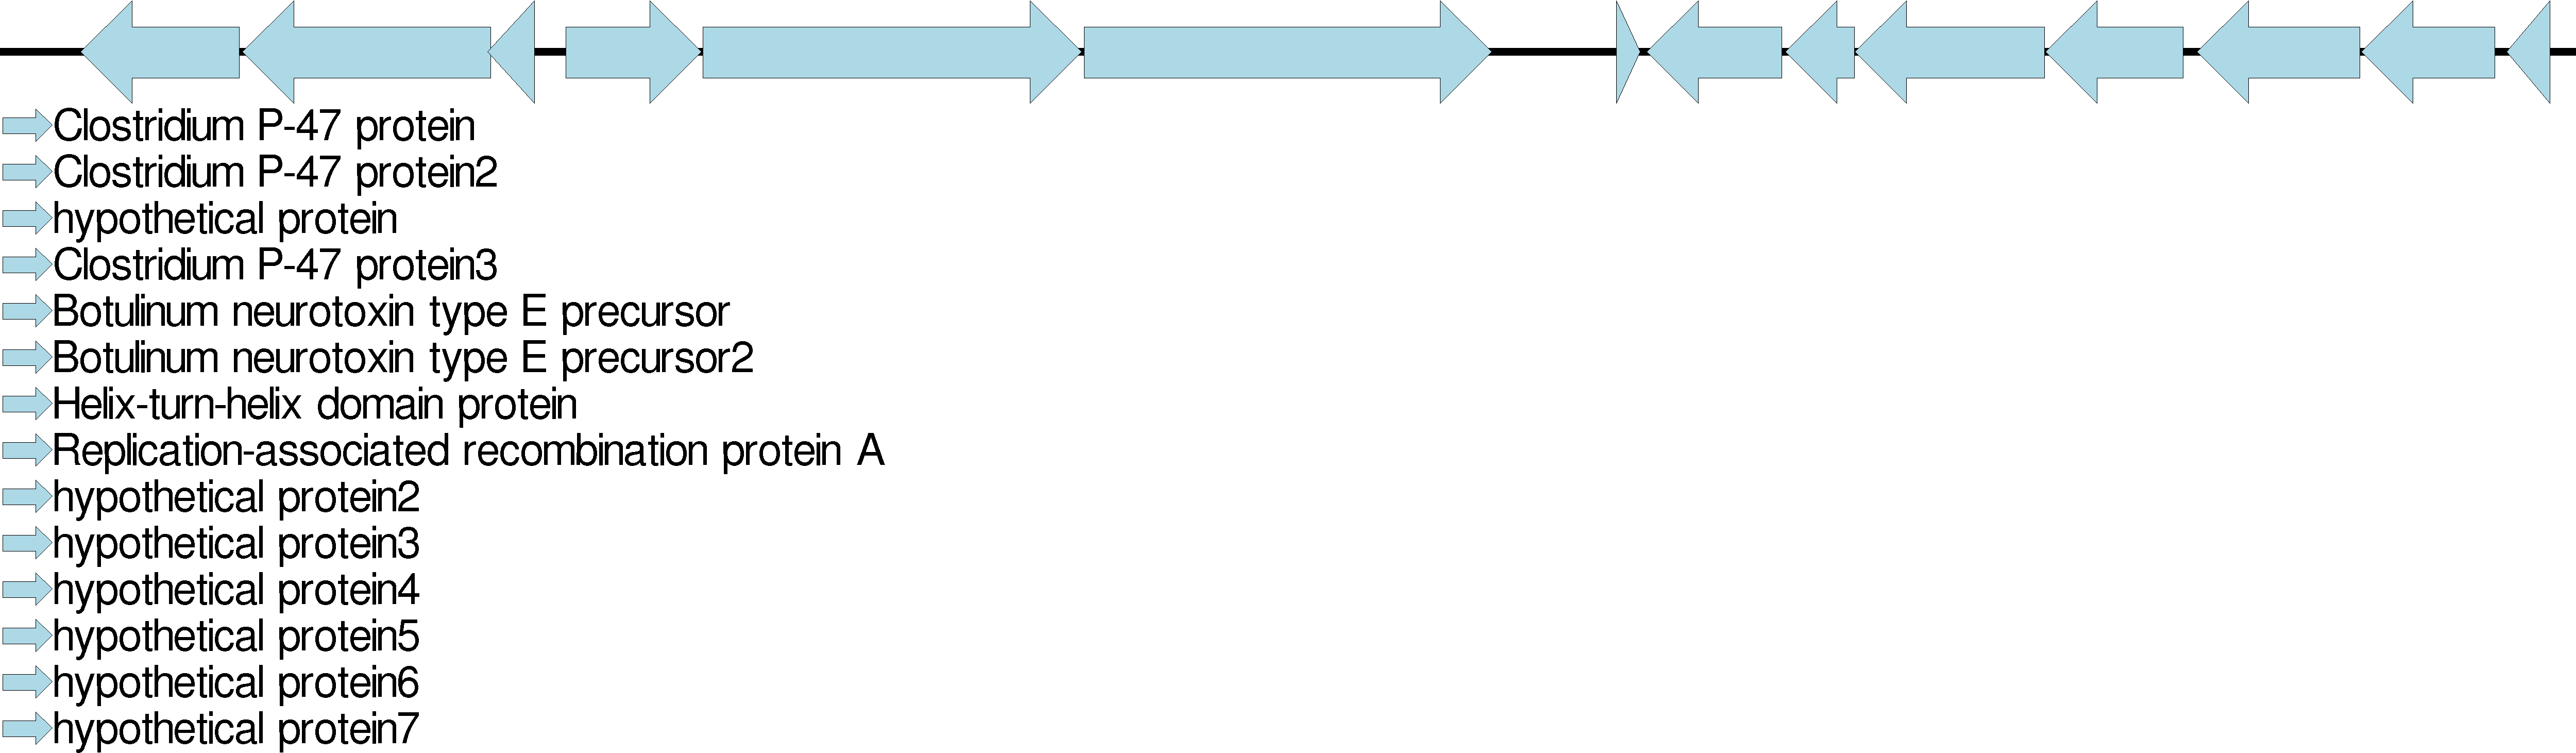 Clostridium P-47 protein
Clostridium P-47 protein2
hypothetical protein
Clostridium P-47 protein3
Botulinum neurotoxin type E precursor
Botulinum neurotoxin type E precursor2
Helix-turn-helix domain protein
Replication-associated recombination protein A
hypothetical protein2
hypothetical protein3
hypothetical protein4
hypothetical protein5
hypothetical protein6
hypothetical protein7